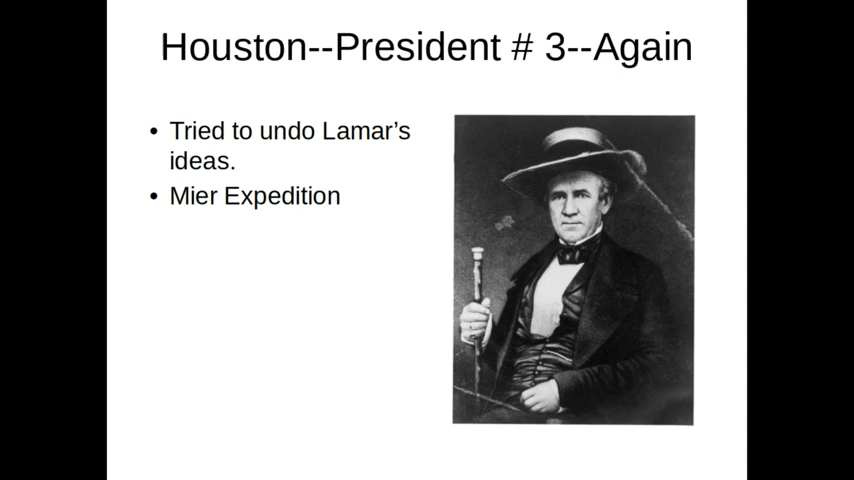 Houston--President # 3--Again
• Tried to undo Lamar’s
ideas.
• Mier Expedition